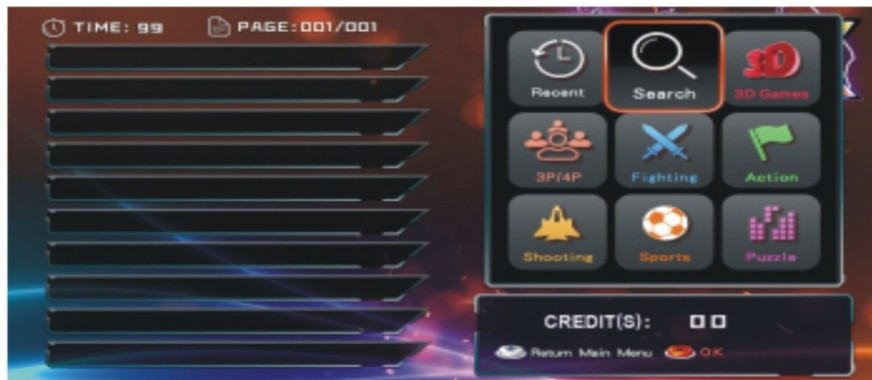 TIME: 99
PAGE:001/001
Recent
Search
3D
3D Games
3P/4P
Fighting
Action
Shooting
Sports
Puzzle
CREDIT(S): 00
Return Main Menu
OK